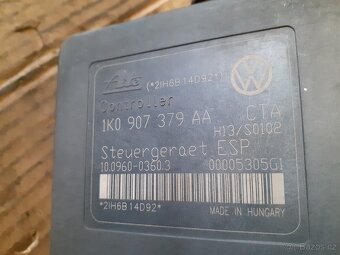 Ate (*2IH6B14D92*)
Controller
1K0 907 379 AA CTA
H13/S0102
Steuergeraet ESP
10.0960-0360.3 00005305G1
*2IH6B14D92*
MADE IN HUNGARY